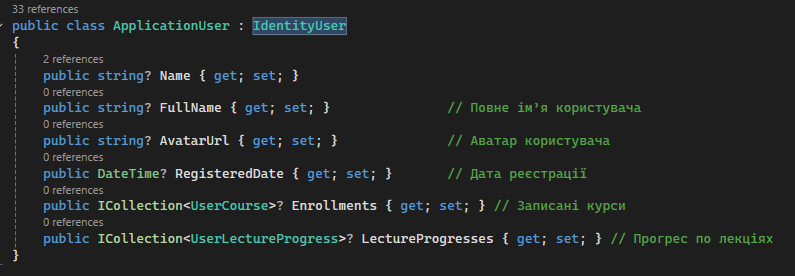 33 references
public class ApplicationUser : IdentityUser
{
2 references
public string? Name { get; set; }
0 references
public string? FullName { get; set; } // Повне ім’я користувача
0 references
public string? AvatarUrl { get; set; } // Аватар користувача
0 references
public DateTime? RegisteredDate { get; set; } // Дата реєстрації
0 references
public ICollection<UserCourse>? Enrollments { get; set; } // Записані курси
0 references
public ICollection<UserLectureProgress>? LectureProgresses { get; set; } // Прогрес по лекціях
}